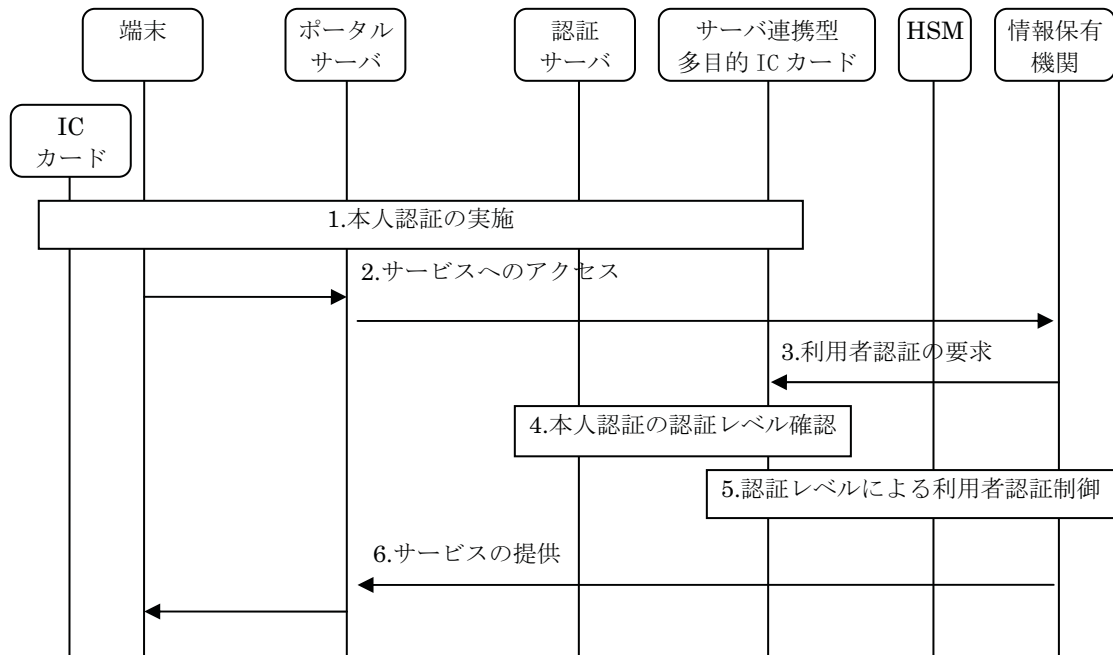 端末
ポータル
サーバ
認証
サーバ
サーバ連携型
多目的 IC カード
HSM
情報保有
機関
IC
カード
1.本人認証の実施
2.サービスへのアクセス
3.利用者認証の要求
4.本人認証の認証レベル確認
5.認証レベルによる利用者認証制御
6.サービスの提供